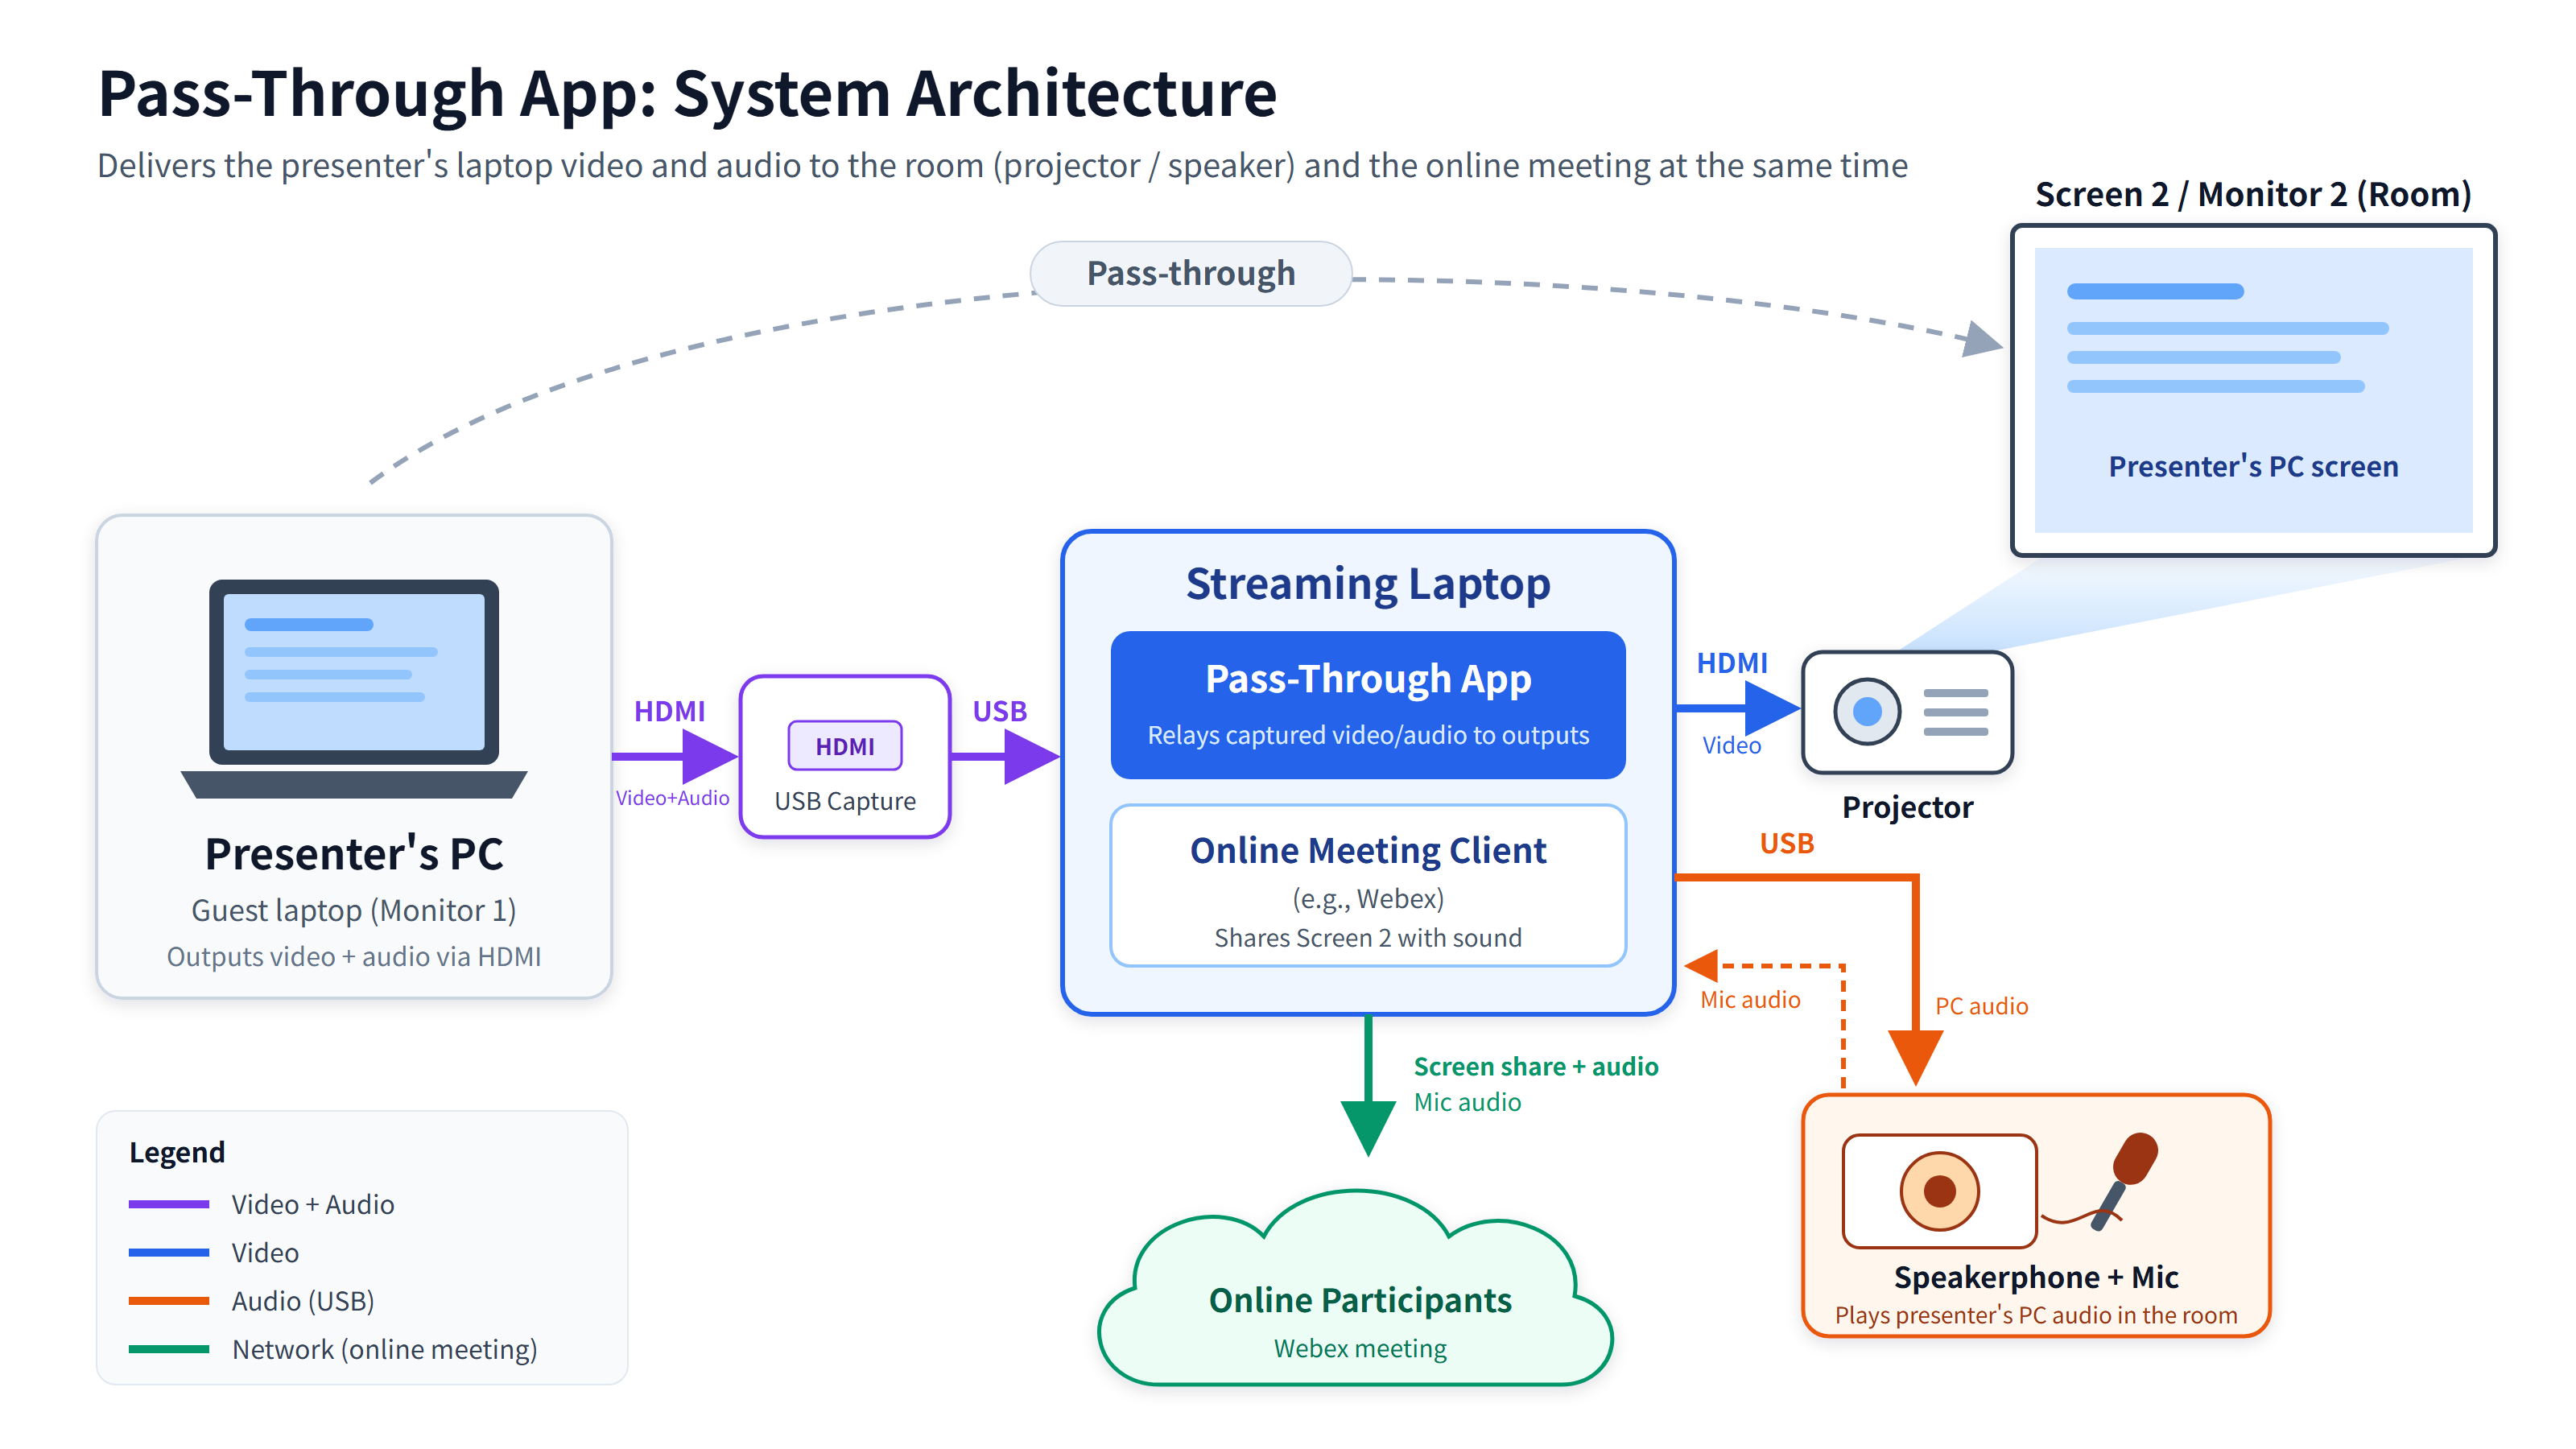 Pass-Through App: System Architecture
Delivers the presenter's laptop video and audio to the room (projector / speaker) and the online meeting at the same time
Screen 2 / Monitor 2 (Room)
Pass-through
Presenter's PC screen
Presenter's PC
Guest laptop (Monitor 1)
Outputs video + audio via HDMI
HDMI
Video+Audio
HDMI
USB Capture
USB
Streaming Laptop
Pass-Through App
Relays captured video/audio to outputs
Online Meeting Client
(e.g., Webex)
Shares Screen 2 with sound
HDMI
Video
Projector
USB
Mic audio
PC audio
Screen share + audio
Mic audio
Online Participants
Webex meeting
Speakerphone + Mic
Plays presenter's PC audio in the room
Legend
Video + Audio
Video
Audio (USB)
Network (online meeting)